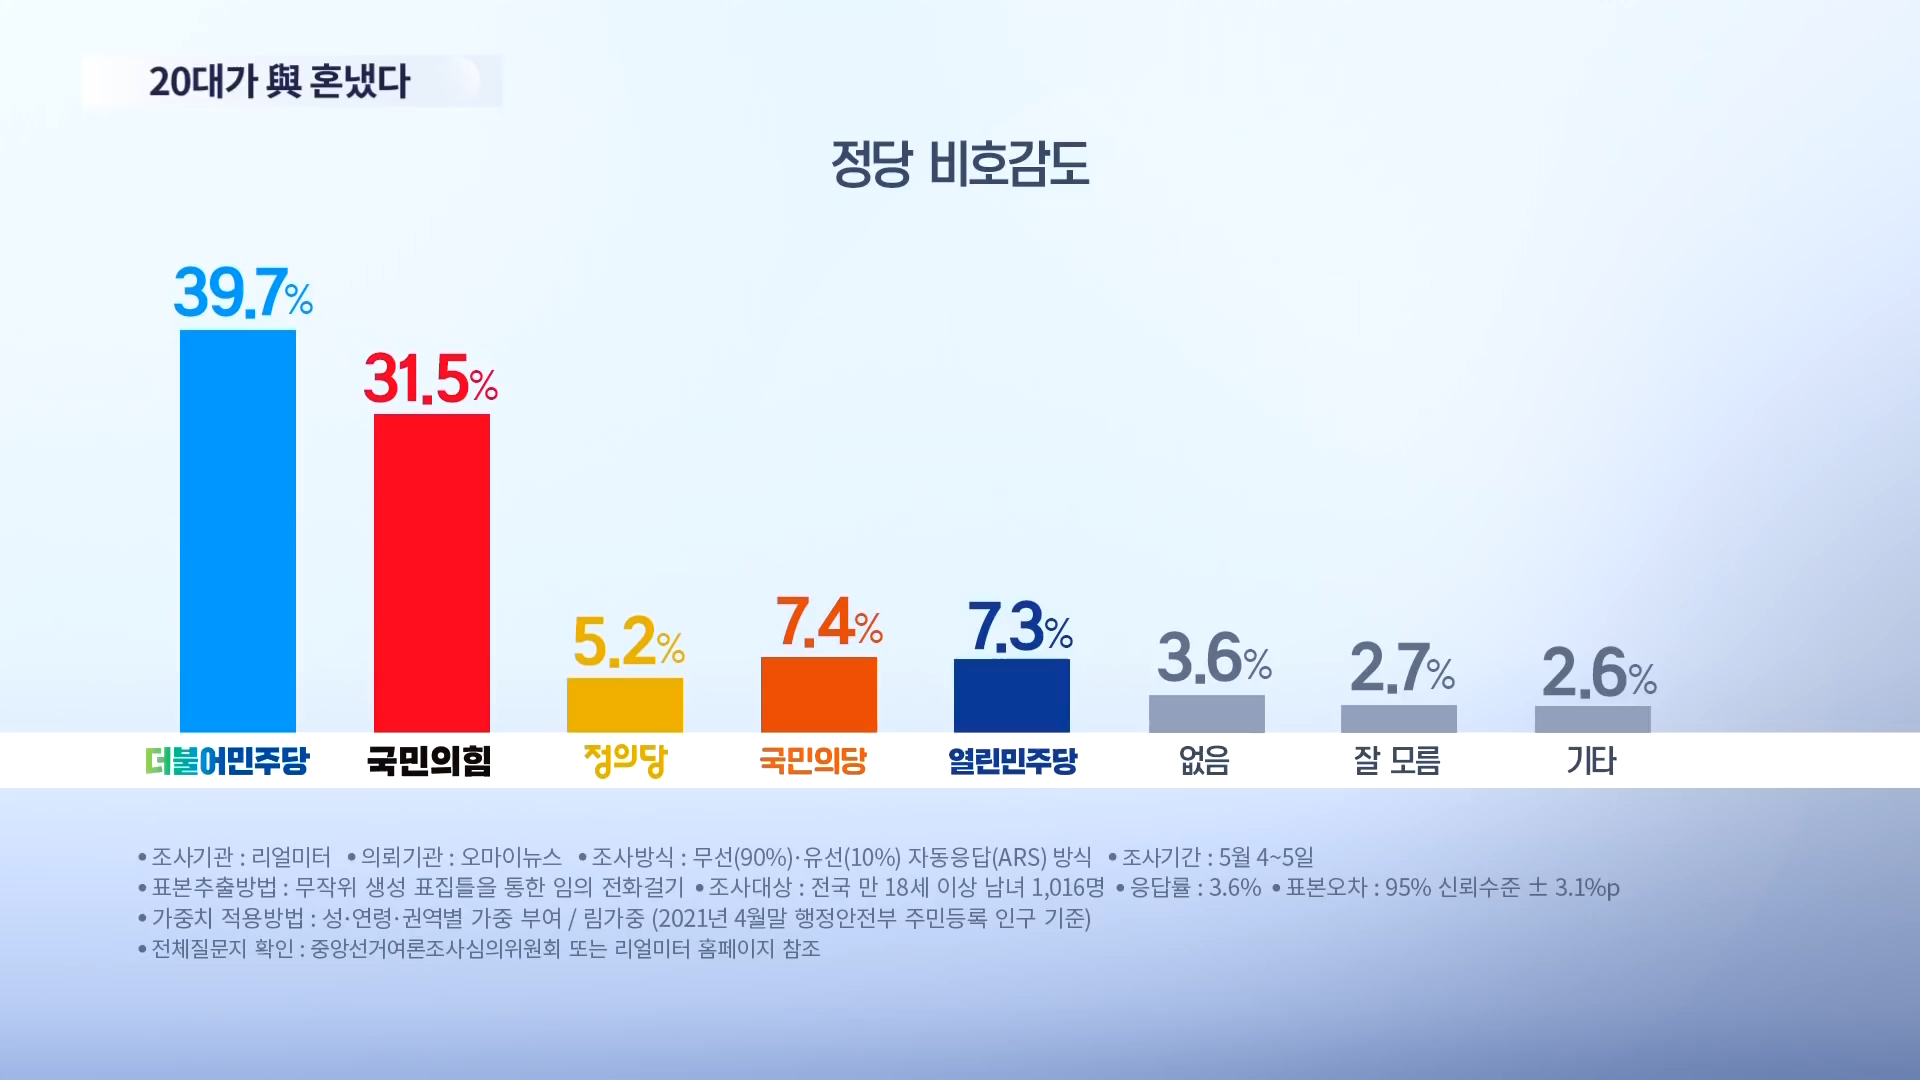 20대가 與 혼냈다
정당 비호감도
39.7%
31.5%
5.2%
7.4%
7.3%
3.6%
2.7%
2.6%
더불어민주당
국민의힘
정의당
국민의당
열린민주당
없음
잘 모름
기타
• 조사기관 : 리얼미터 • 의뢰기관 : 오마이뉴스 • 조사방식 : 무선(90%)·유선(10%) 자동응답(ARS) 방식 • 조사기간 : 5월 4~5일
• 표본추출방법 : 무작위 생성 표집틀을 통한 임의 전화걸기 • 조사대상 : 전국 만 18세 이상 남녀 1,016명 • 응답률 : 3.6% • 표본오차 : 95% 신뢰수준 ± 3.1%p
• 가중치 적용방법 : 성·연령·권역별 가중 부여 / 림가중 (2021년 4월말 행정안전부 주민등록 인구 기준)
• 전체질문지 확인 : 중앙선거여론조사심의위원회 또는 리얼미터 홈페이지 참조